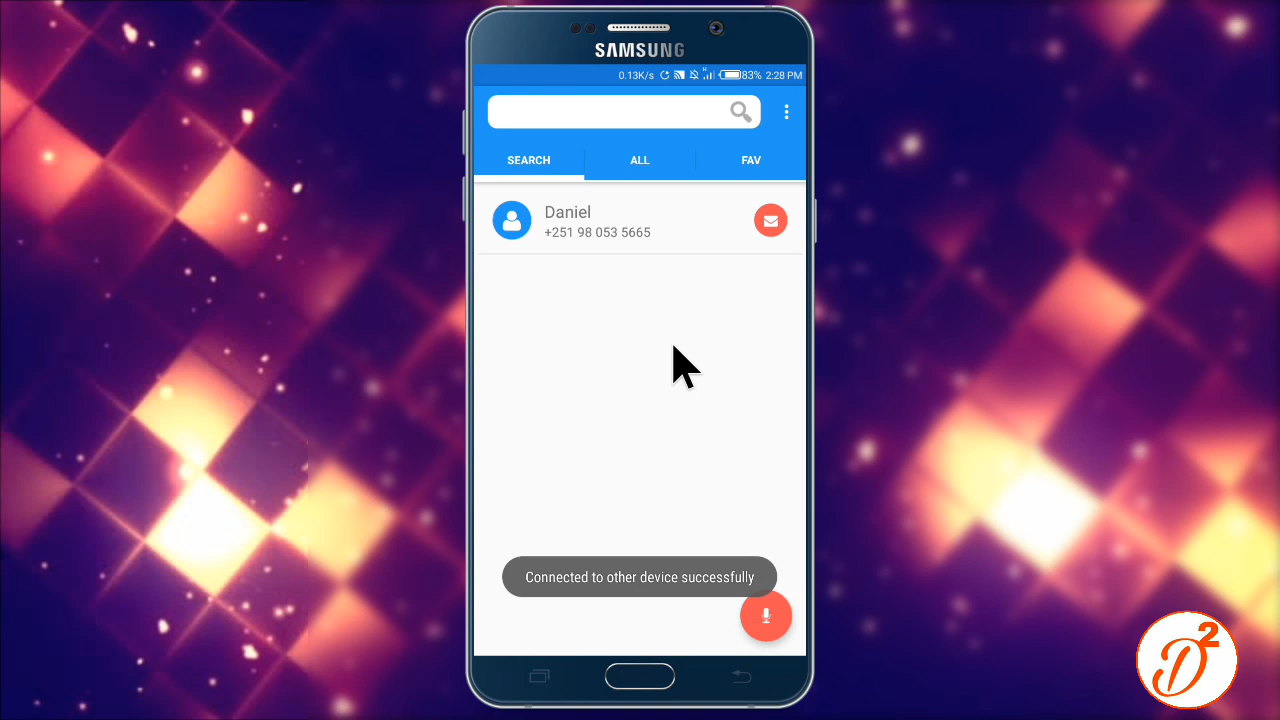 SAMSUNG
0.13K/s 83% 2:28 PM
SEARCH ALL FAV
Daniel
+251 98 053 5665
Connected to other device successfully
D2